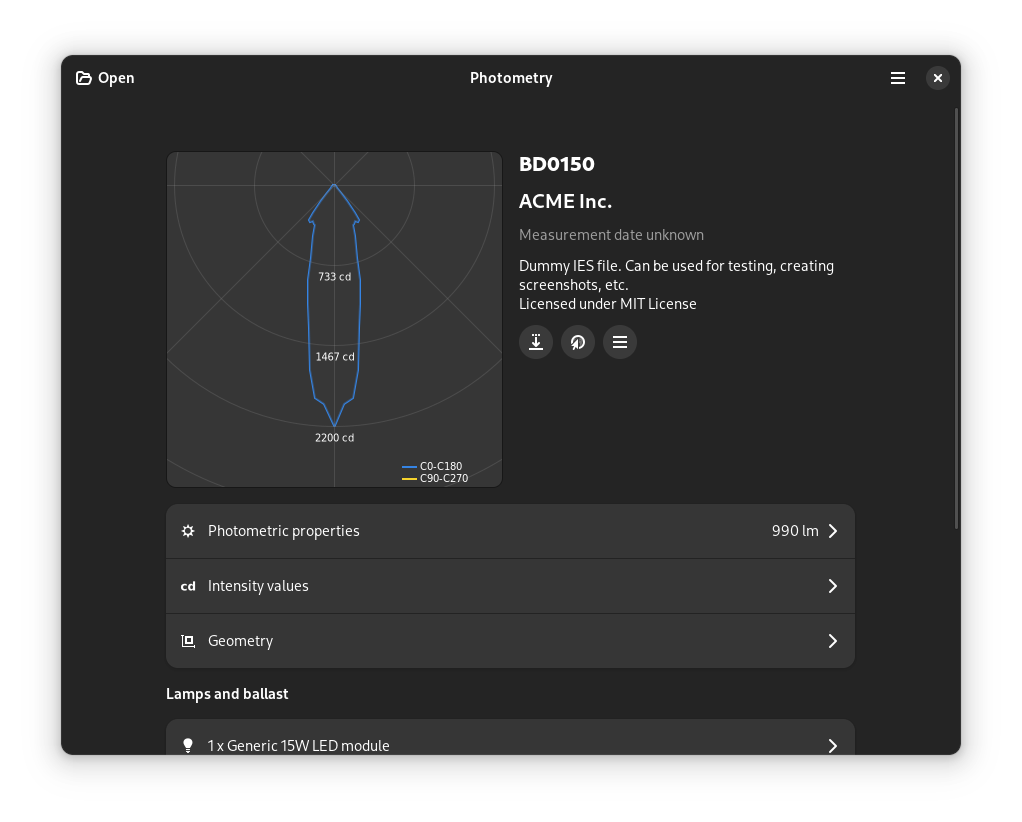 Open
Photometry
BD0150
ACME Inc.
Measurement date unknown
Dummy IES file. Can be used for testing, creating
screenshots, etc.
Licensed under MIT License
733 cd
1467 cd
2200 cd
C0-C180
C90-C270
Photometric properties 990 lm
cd Intensity values
Geometry
Lamps and ballast
1 x Generic 15W LED module